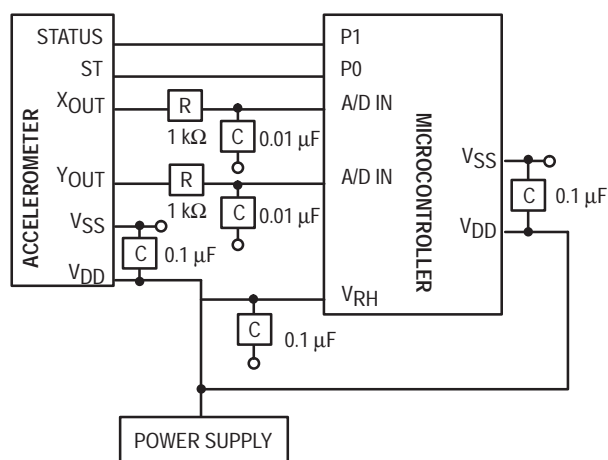 STATUS
P1
ST
P0
XOUT
R
A/D IN
1 kΩ
C
0.01 µF
ACCELEROMETER
MICROCONTROLLER
YOUT
R
A/D IN
1 kΩ
C
0.01 µF
VSS
C
0.1 µF
VDD
VSS
C
0.1 µF
VDD
VRH
C
0.1 µF
POWER SUPPLY